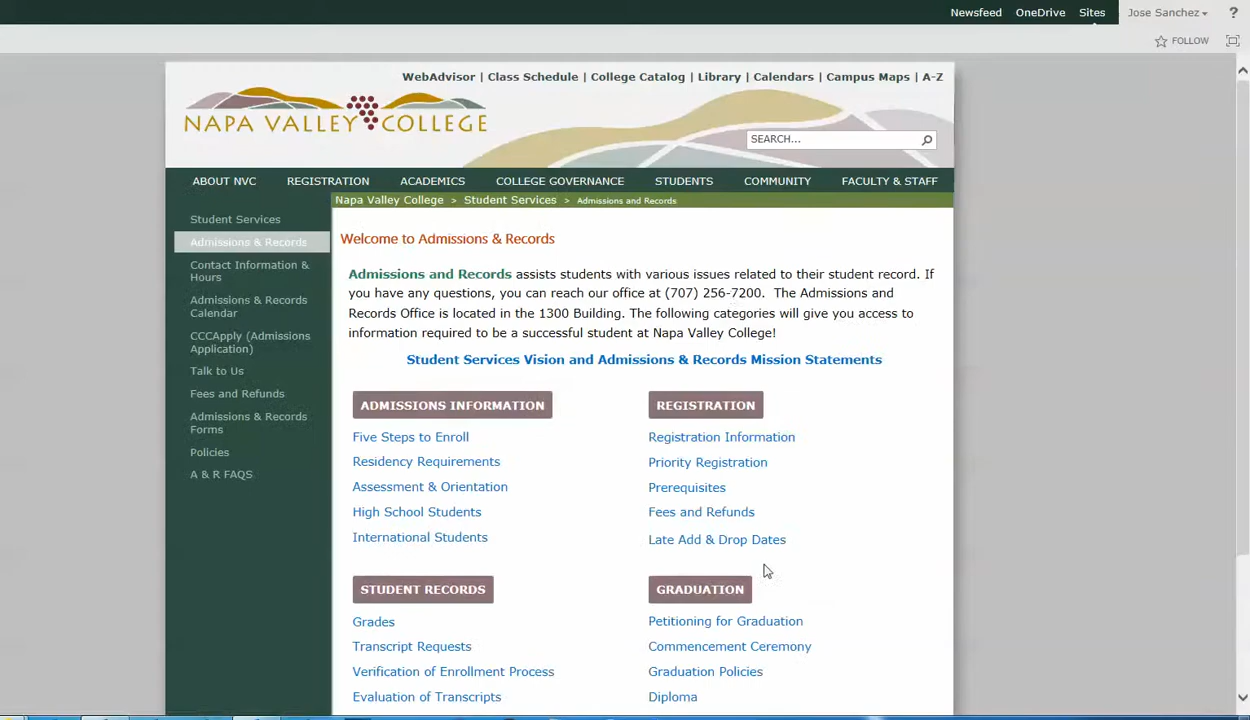 Newsfeed OneDrive Sites Jose Sanchez ?
FOLLOW
WebAdvisor | Class Schedule | College Catalog | Library | Calendars | Campus Maps | A-Z
NAPA VALLEY COLLEGE
SEARCH...
ABOUT NVC REGISTRATION ACADEMICS COLLEGE GOVERNANCE STUDENTS COMMUNITY FACULTY & STAFF
Napa Valley College > Student Services > Admissions and Records
Student Services
Admissions & Records
Contact Information &
Hours
Admissions & Records
Calendar
CCCApply (Admissions
Application)
Talk to Us
Fees and Refunds
Admissions & Records
Forms
Policies
A & R FAQS
Welcome to Admissions & Records
Admissions and Records assists students with various issues related to their student record. If
you have any questions, you can reach our office at (707) 256-7200. The Admissions and
Records Office is located in the 1300 Building. The following categories will give you access to
information required to be a successful student at Napa Valley College!
Student Services Vision and Admissions & Records Mission Statements
ADMISSIONS INFORMATION
Five Steps to Enroll
Residency Requirements
Assessment & Orientation
High School Students
International Students
REGISTRATION
Registration Information
Priority Registration
Prerequisites
Fees and Refunds
Late Add & Drop Dates
STUDENT RECORDS
Grades
Transcript Requests
Verification of Enrollment Process
Evaluation of Transcripts
GRADUATION
Petitioning for Graduation
Commencement Ceremony
Graduation Policies
Diploma